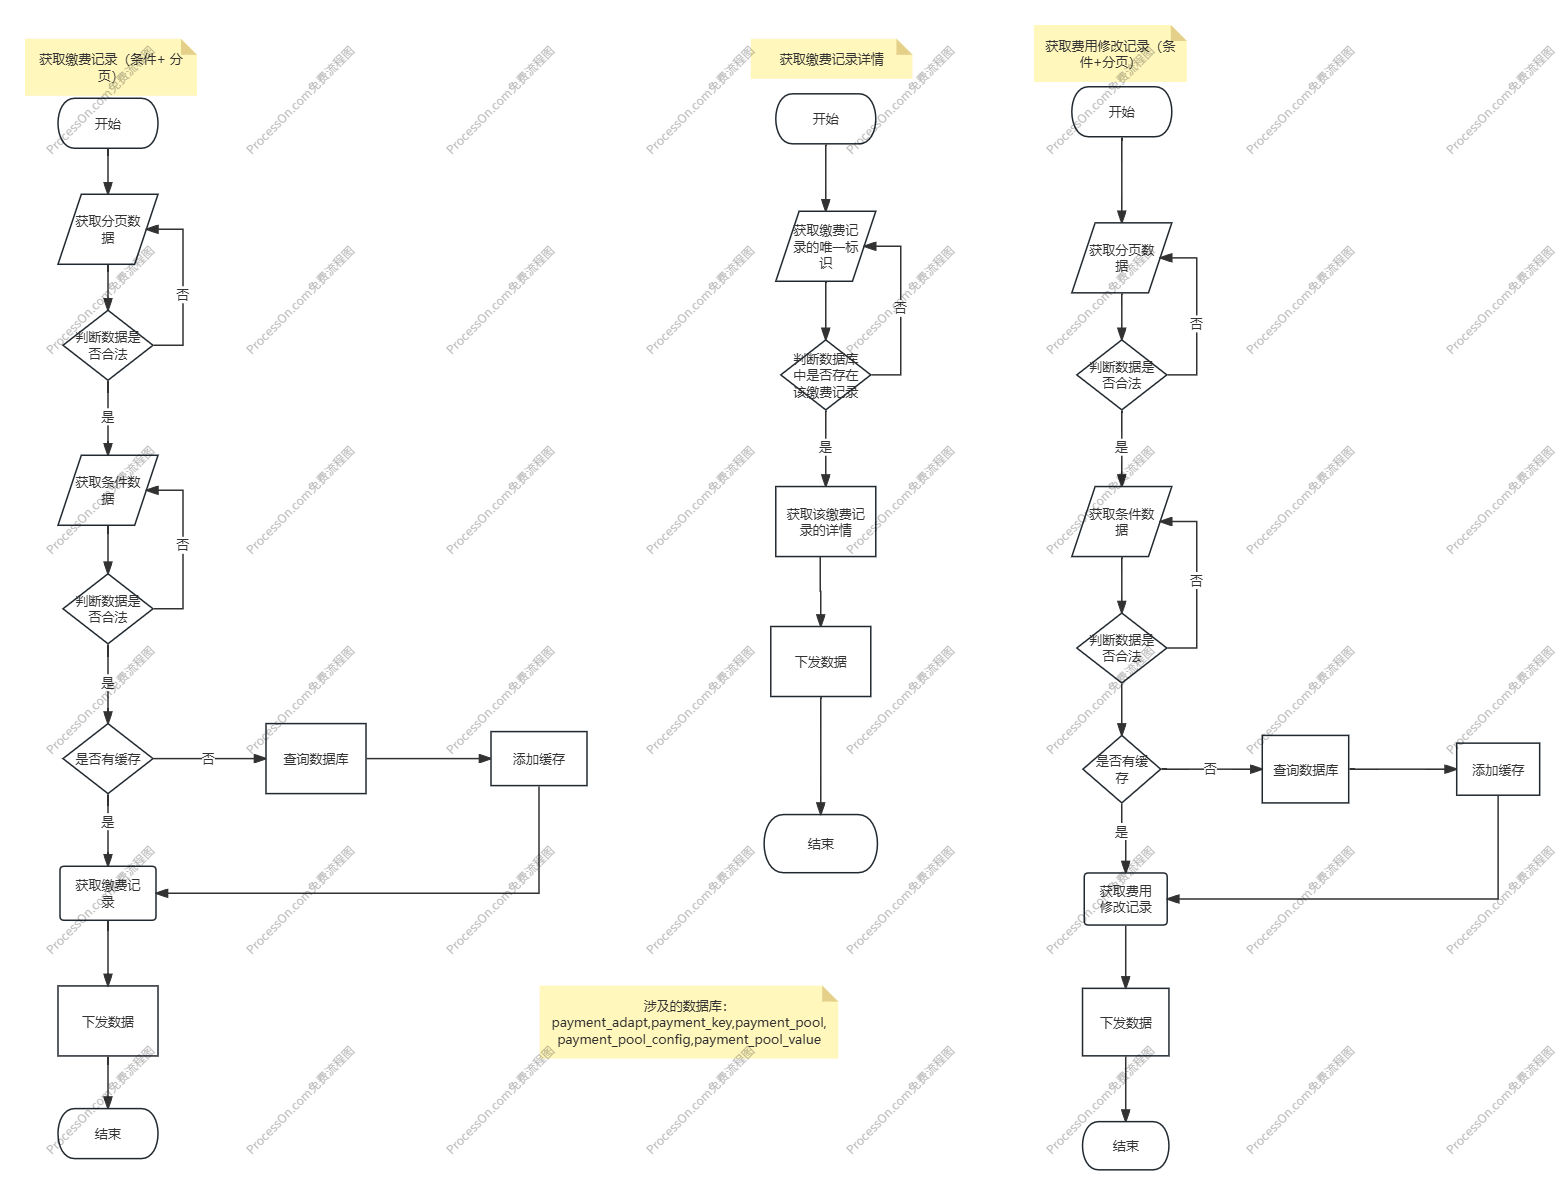 获取缴费记录（条件+ 分
页）
开始
获取分页数
据
否
判断数据是
否合法
是
获取条件数
据
否
判断数据是
否合法
是
是否有缓存
否
查询数据库
添加缓存
是
获取缴费记
录
下发数据
结束
获取缴费记录详情
开始
获取缴费记
录的唯一标
识
否
判断数据库
中是否存在
该缴费记录
是
获取该缴费记
录的详情
下发数据
结束
涉及的数据库：
payment_adapt,payment_key,payment_pool,
payment_pool_config,payment_pool_value
获取费用修改记录（条
件+分页）
开始
获取分页数
据
否
判断数据是
否合法
是
获取条件数
据
否
判断数据是
否合法
是否有缓
存
否
查询数据库
添加缓存
是
获取费用
修改记录
下发数据
结束
ProcessOn.com免费流程图